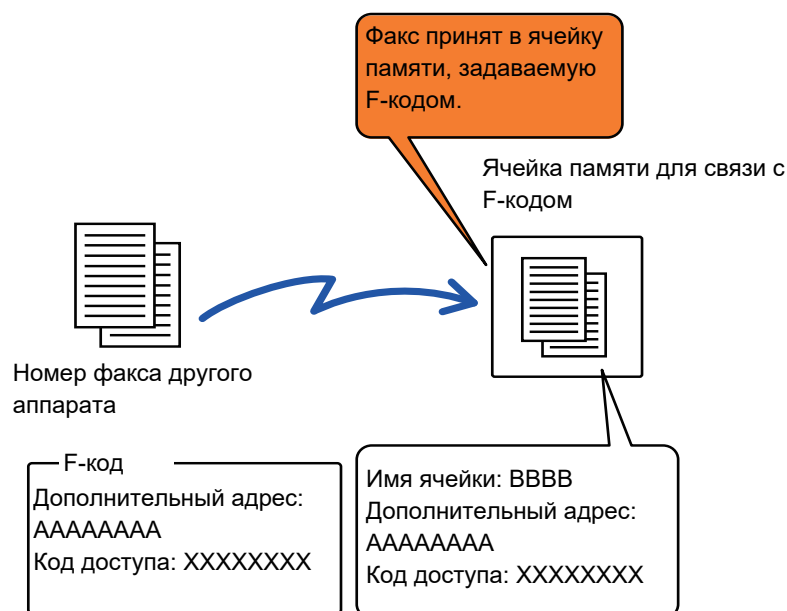 Факс принят в ячейку
памяти, задаваемую
F-кодом.
Ячейка памяти для связи с
F-кодом
Номер факса другого
аппарата
F-код
Дополнительный адрес:
AAAAAAAA
Код доступа: XXXXXXXX
Имя ячейки: BBBB
Дополнительный адрес:
AAAAAAAA
Код доступа: XXXXXXXX